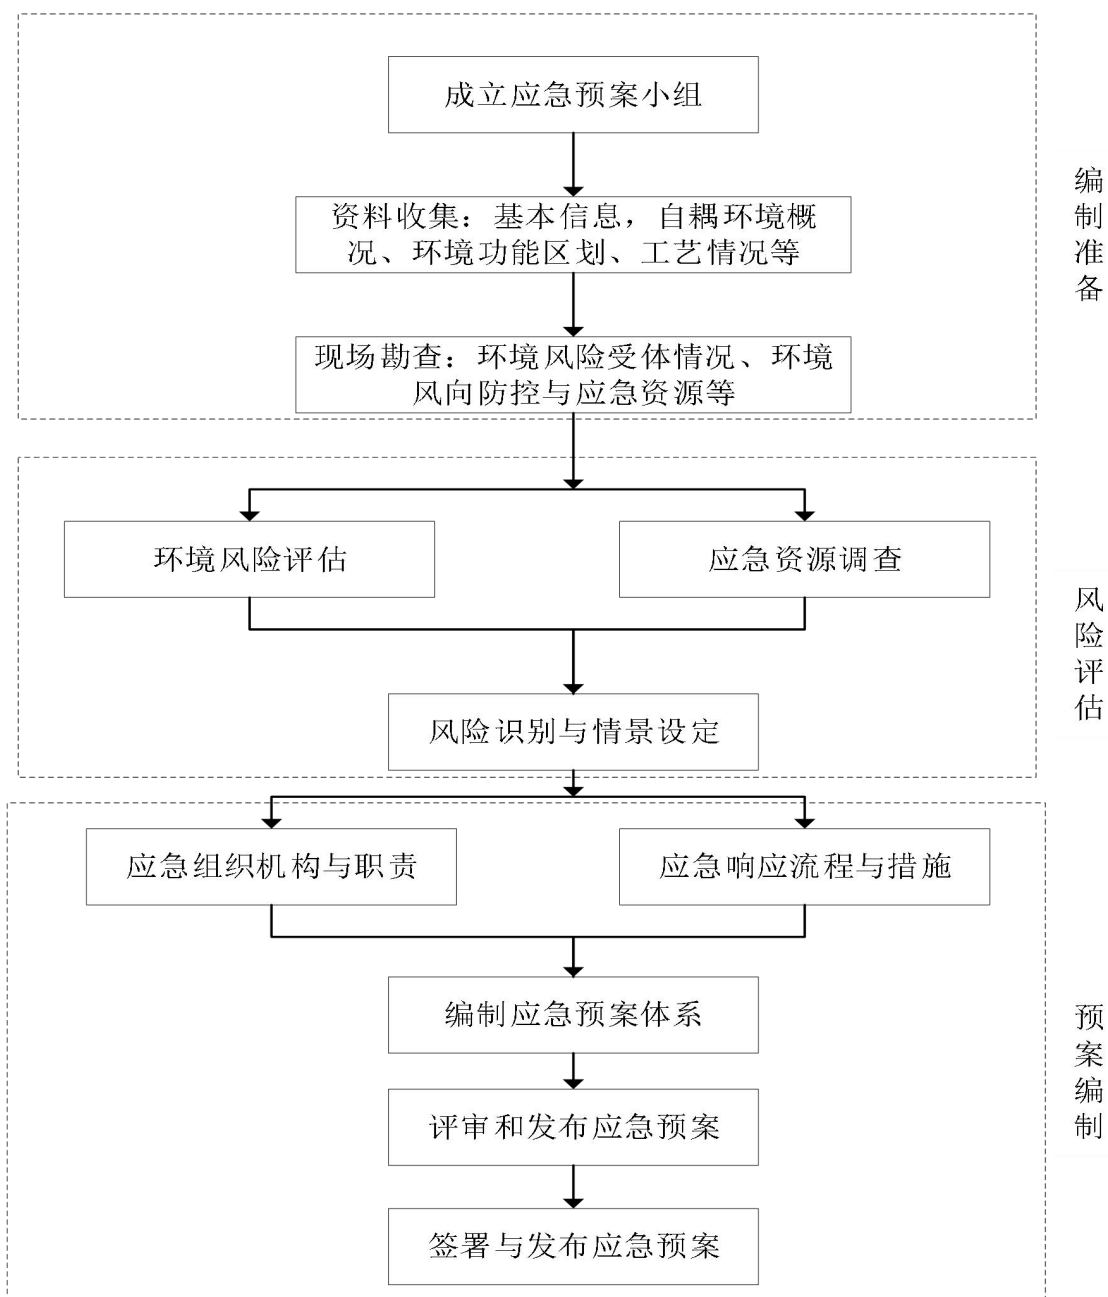 成立应急预案小组
资料收集：基本信息，自耦环境概
况、环境功能区划、工艺情况等
现场勘查：环境风险受体情况、环境
风向防控与应急资源等
编制准备
环境风险评估
应急资源调查
风险识别与情景设定
风险评估
应急组织机构与职责
应急响应流程与措施
编制应急预案体系
评审和发布应急预案
签署与发布应急预案
预案编制